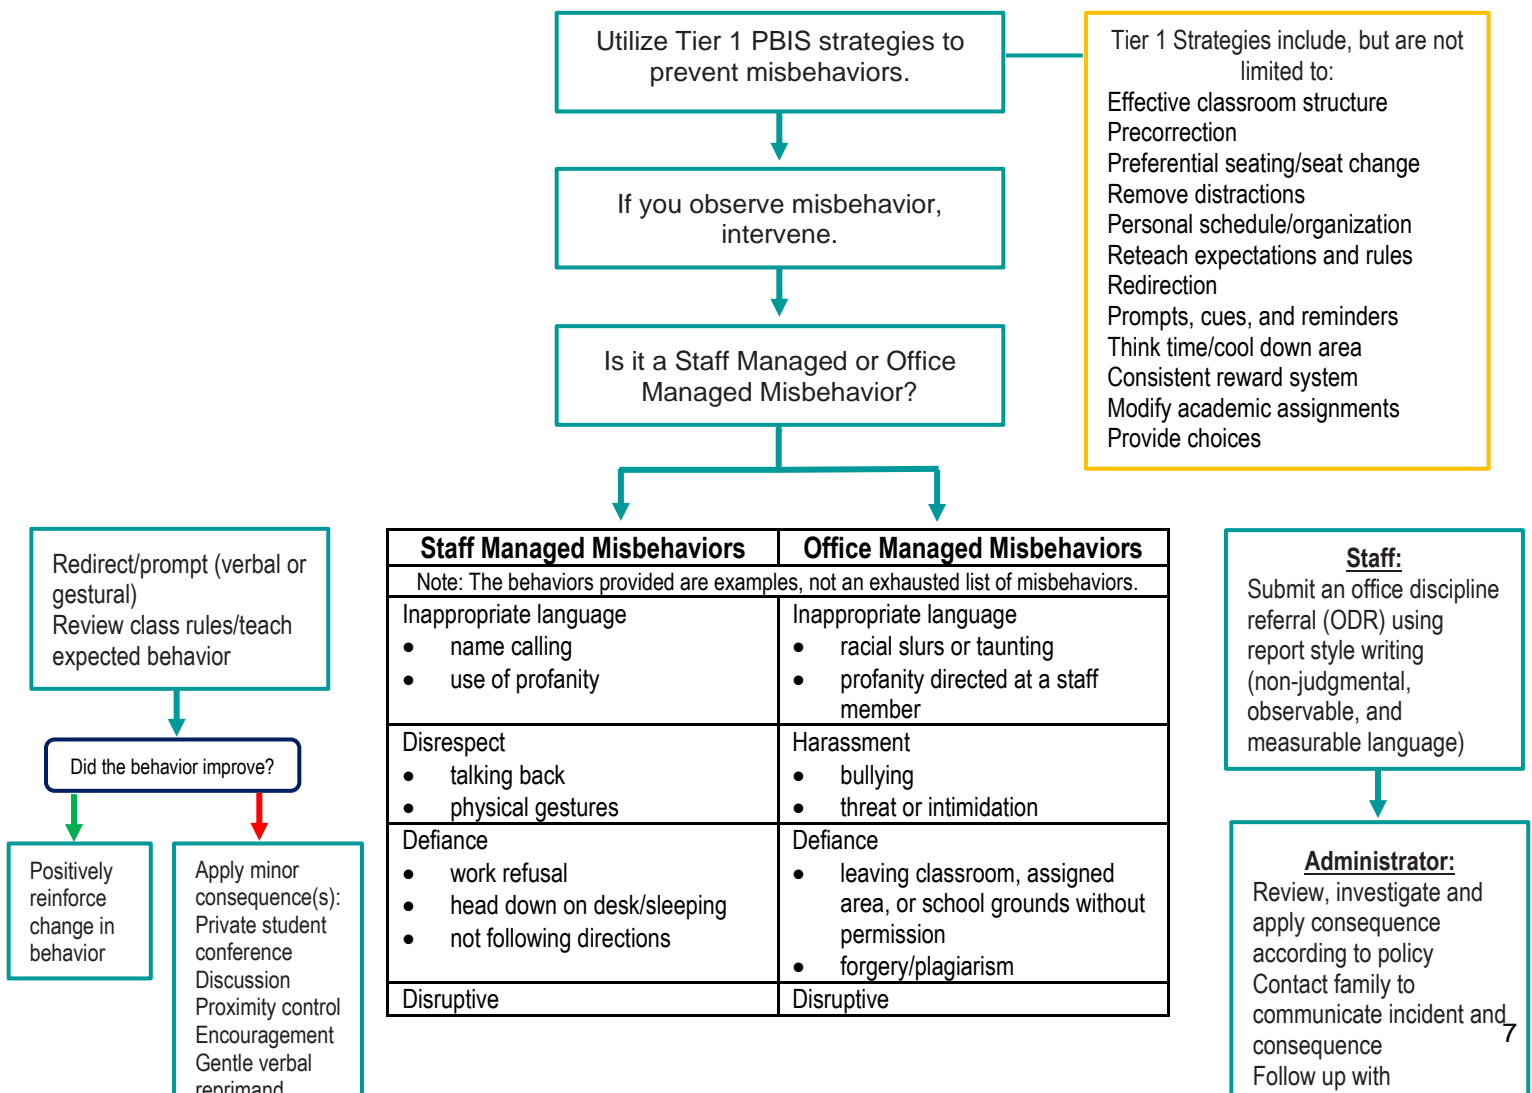 Utilize Tier 1 PBIS strategies to
prevent misbehaviors.
Tier 1 Strategies include, but are not
limited to:
Effective classroom structure
Precorrection
Preferential seating/seat change
Remove distractions
Personal schedule/organization
Reteach expectations and rules
Redirection
Prompts, cues, and reminders
Think time/cool down area
Consistent reward system
Modify academic assignments
Provide choices
If you observe misbehavior,
intervene.
Is it a Staff Managed or Office
Managed Misbehavior?
Redirect/prompt (verbal or
gestural)
Review class rules/teach
expected behavior
Did the behavior improve?
Positively
reinforce
change in
behavior
Apply minor
consequence(s):
Private student
conference
Discussion
Proximity control
Encouragement
Gentle verbal
reprimand
Staff Managed Misbehaviors
Office Managed Misbehaviors
Note: The behaviors provided are examples, not an exhausted list of misbehaviors.
Inappropriate language
• name calling
• use of profanity
Inappropriate language
• racial slurs or taunting
• profanity directed at a staff
member
Disrespect
• talking back
• physical gestures
Harassment
• bullying
• threat or intimidation
Defiance
• work refusal
• head down on desk/sleeping
• not following directions
Defiance
• leaving classroom, assigned
area, or school grounds without
permission
• forgery/plagiarism
Disruptive
Disruptive
Staff:
Submit an office discipline
referral (ODR) using
report style writing
(non-judgmental,
observable, and
measurable language)
Administrator:
Review, investigate and
apply consequence
according to policy
Contact family to
communicate incident and
consequence
Follow up with
7